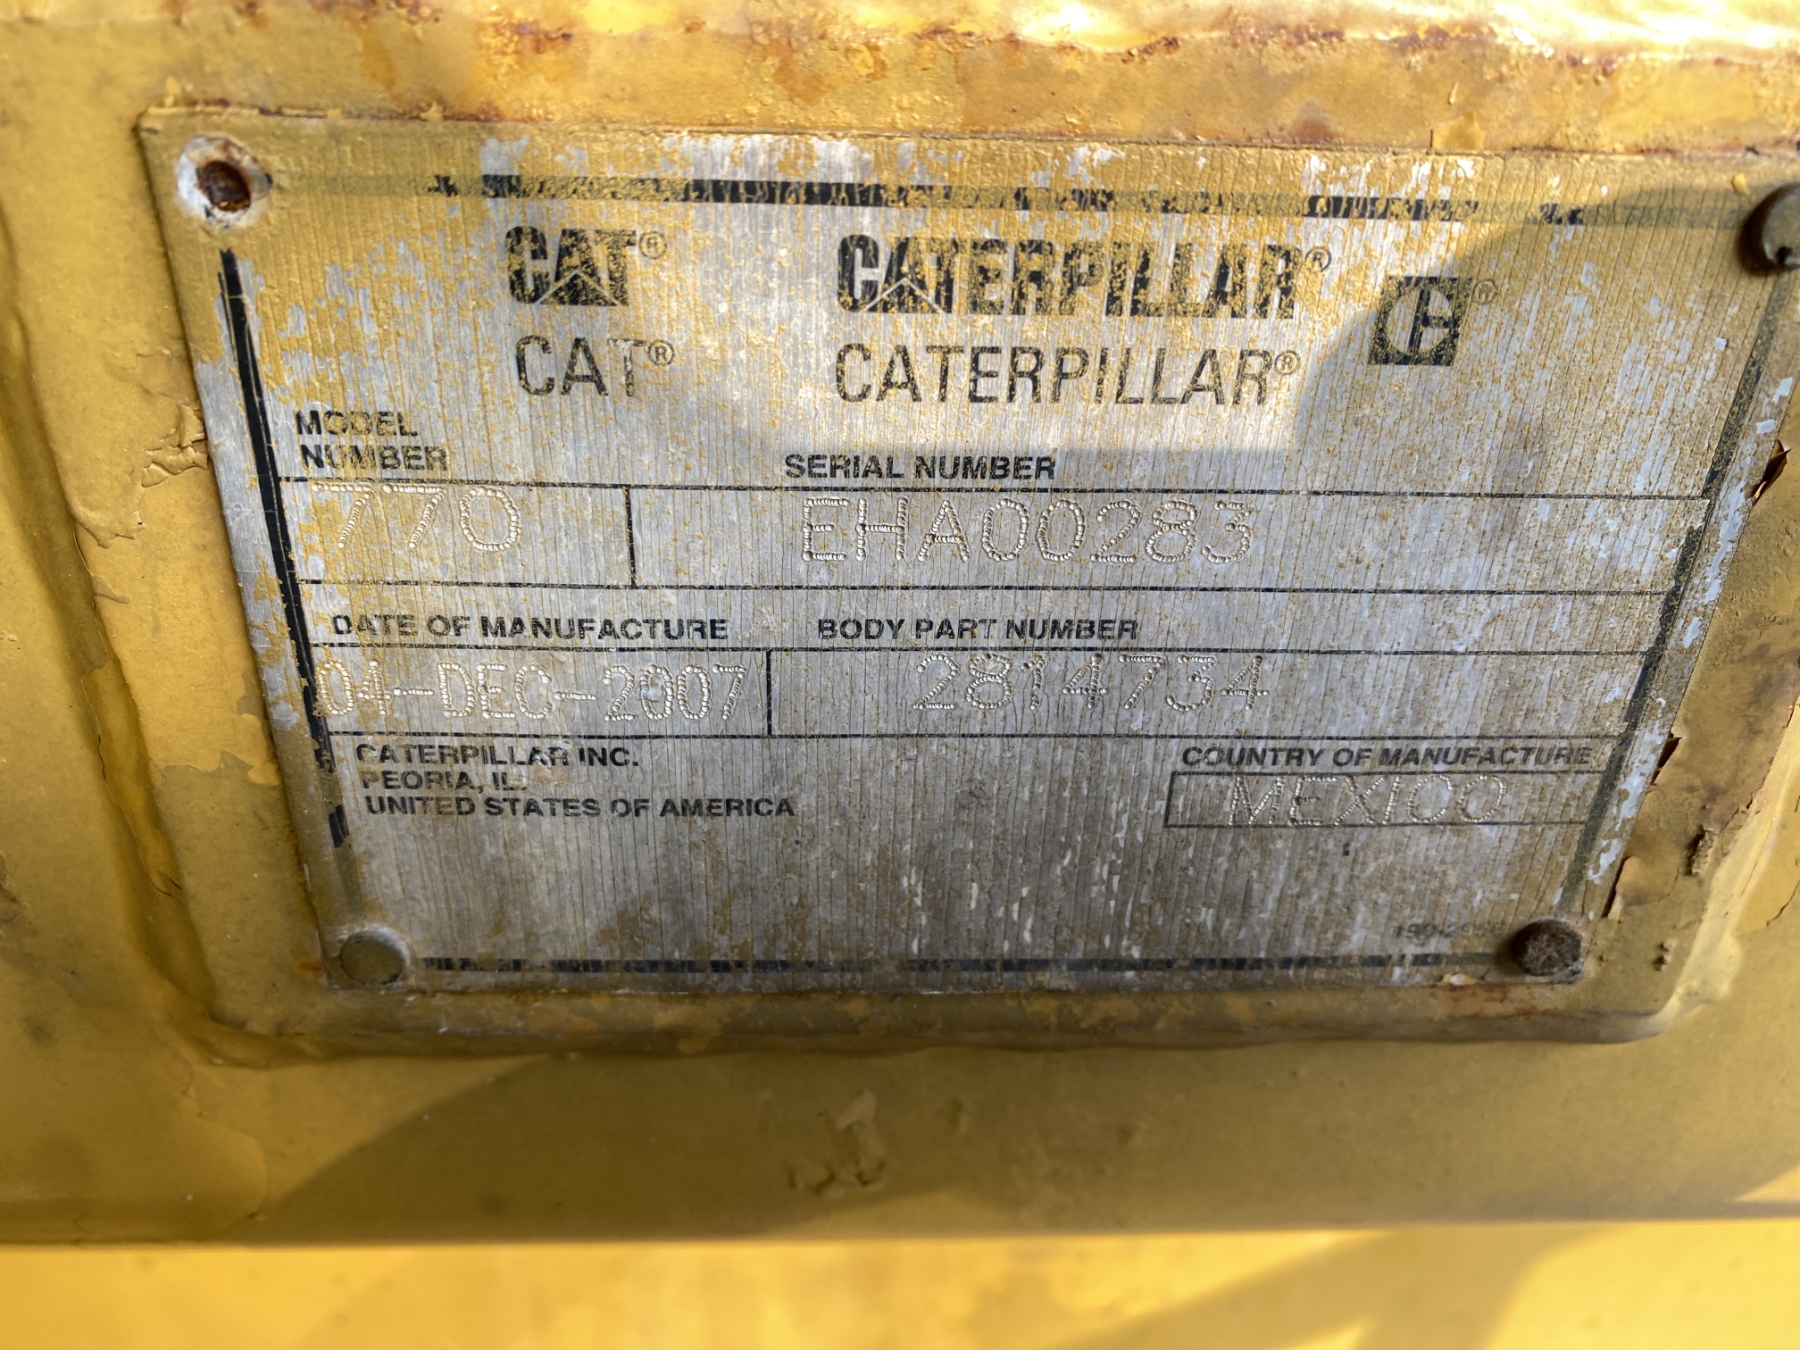 CAT® CATERPILLAR®
CAT® CATERPILLAR®
MODEL
NUMBER
SERIAL NUMBER
770 EHA00283
DATE OF MANUFACTURE BODY PART NUMBER
04-DEC-2007 2814734
CATERPILLAR INC.
PEORIA, IL.
UNITED STATES OF AMERICA
COUNTRY OF MANUFACTURE
MEXICO